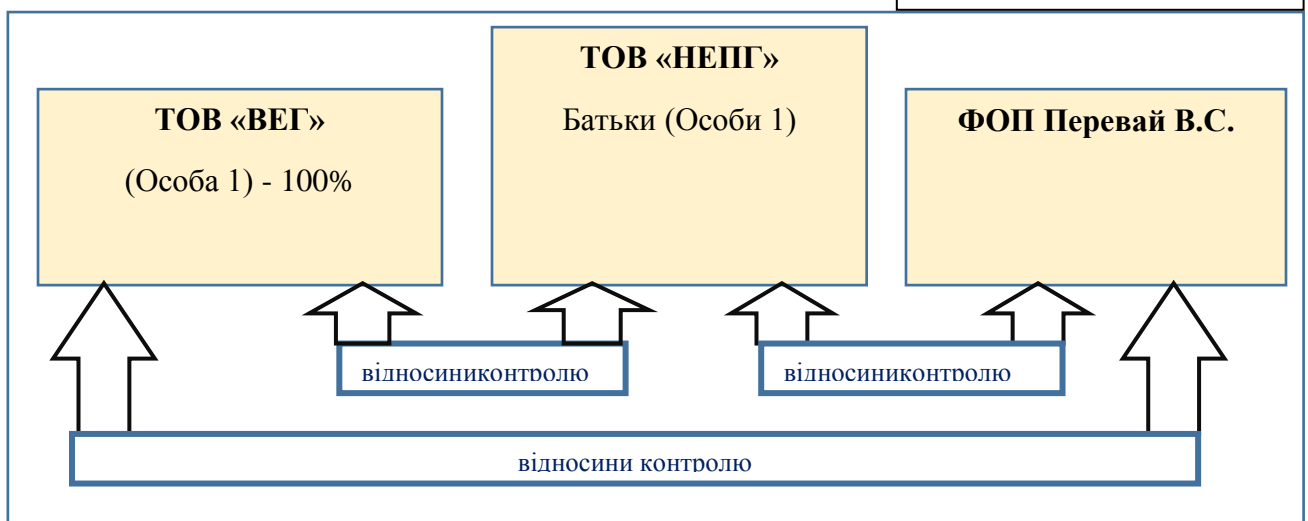 ТОВ «ВЕГ»
(Особа 1) - 100%
ТОВ «НЕПГ»
Батьки (Особи 1)
ФОП Перевай В.С.
відносиниконтролю
відносиниконтролю
відносини контролю